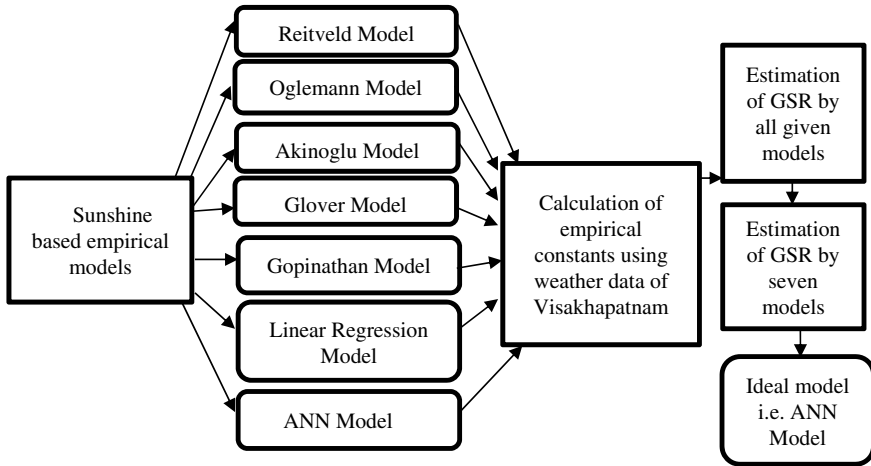 Sunshine
based empirical
models
Reitveld Model
Oglemann Model
Akinoglu Model
Glover Model
Gopinathan Model
Linear Regression
Model
ANN Model
Calculation of
empirical
constants using
weather data of
Visakhapatnam
Estimation
of GSR by
all given
models
Estimation
of GSR by
seven
models
Ideal model
i.e. ANN
Model